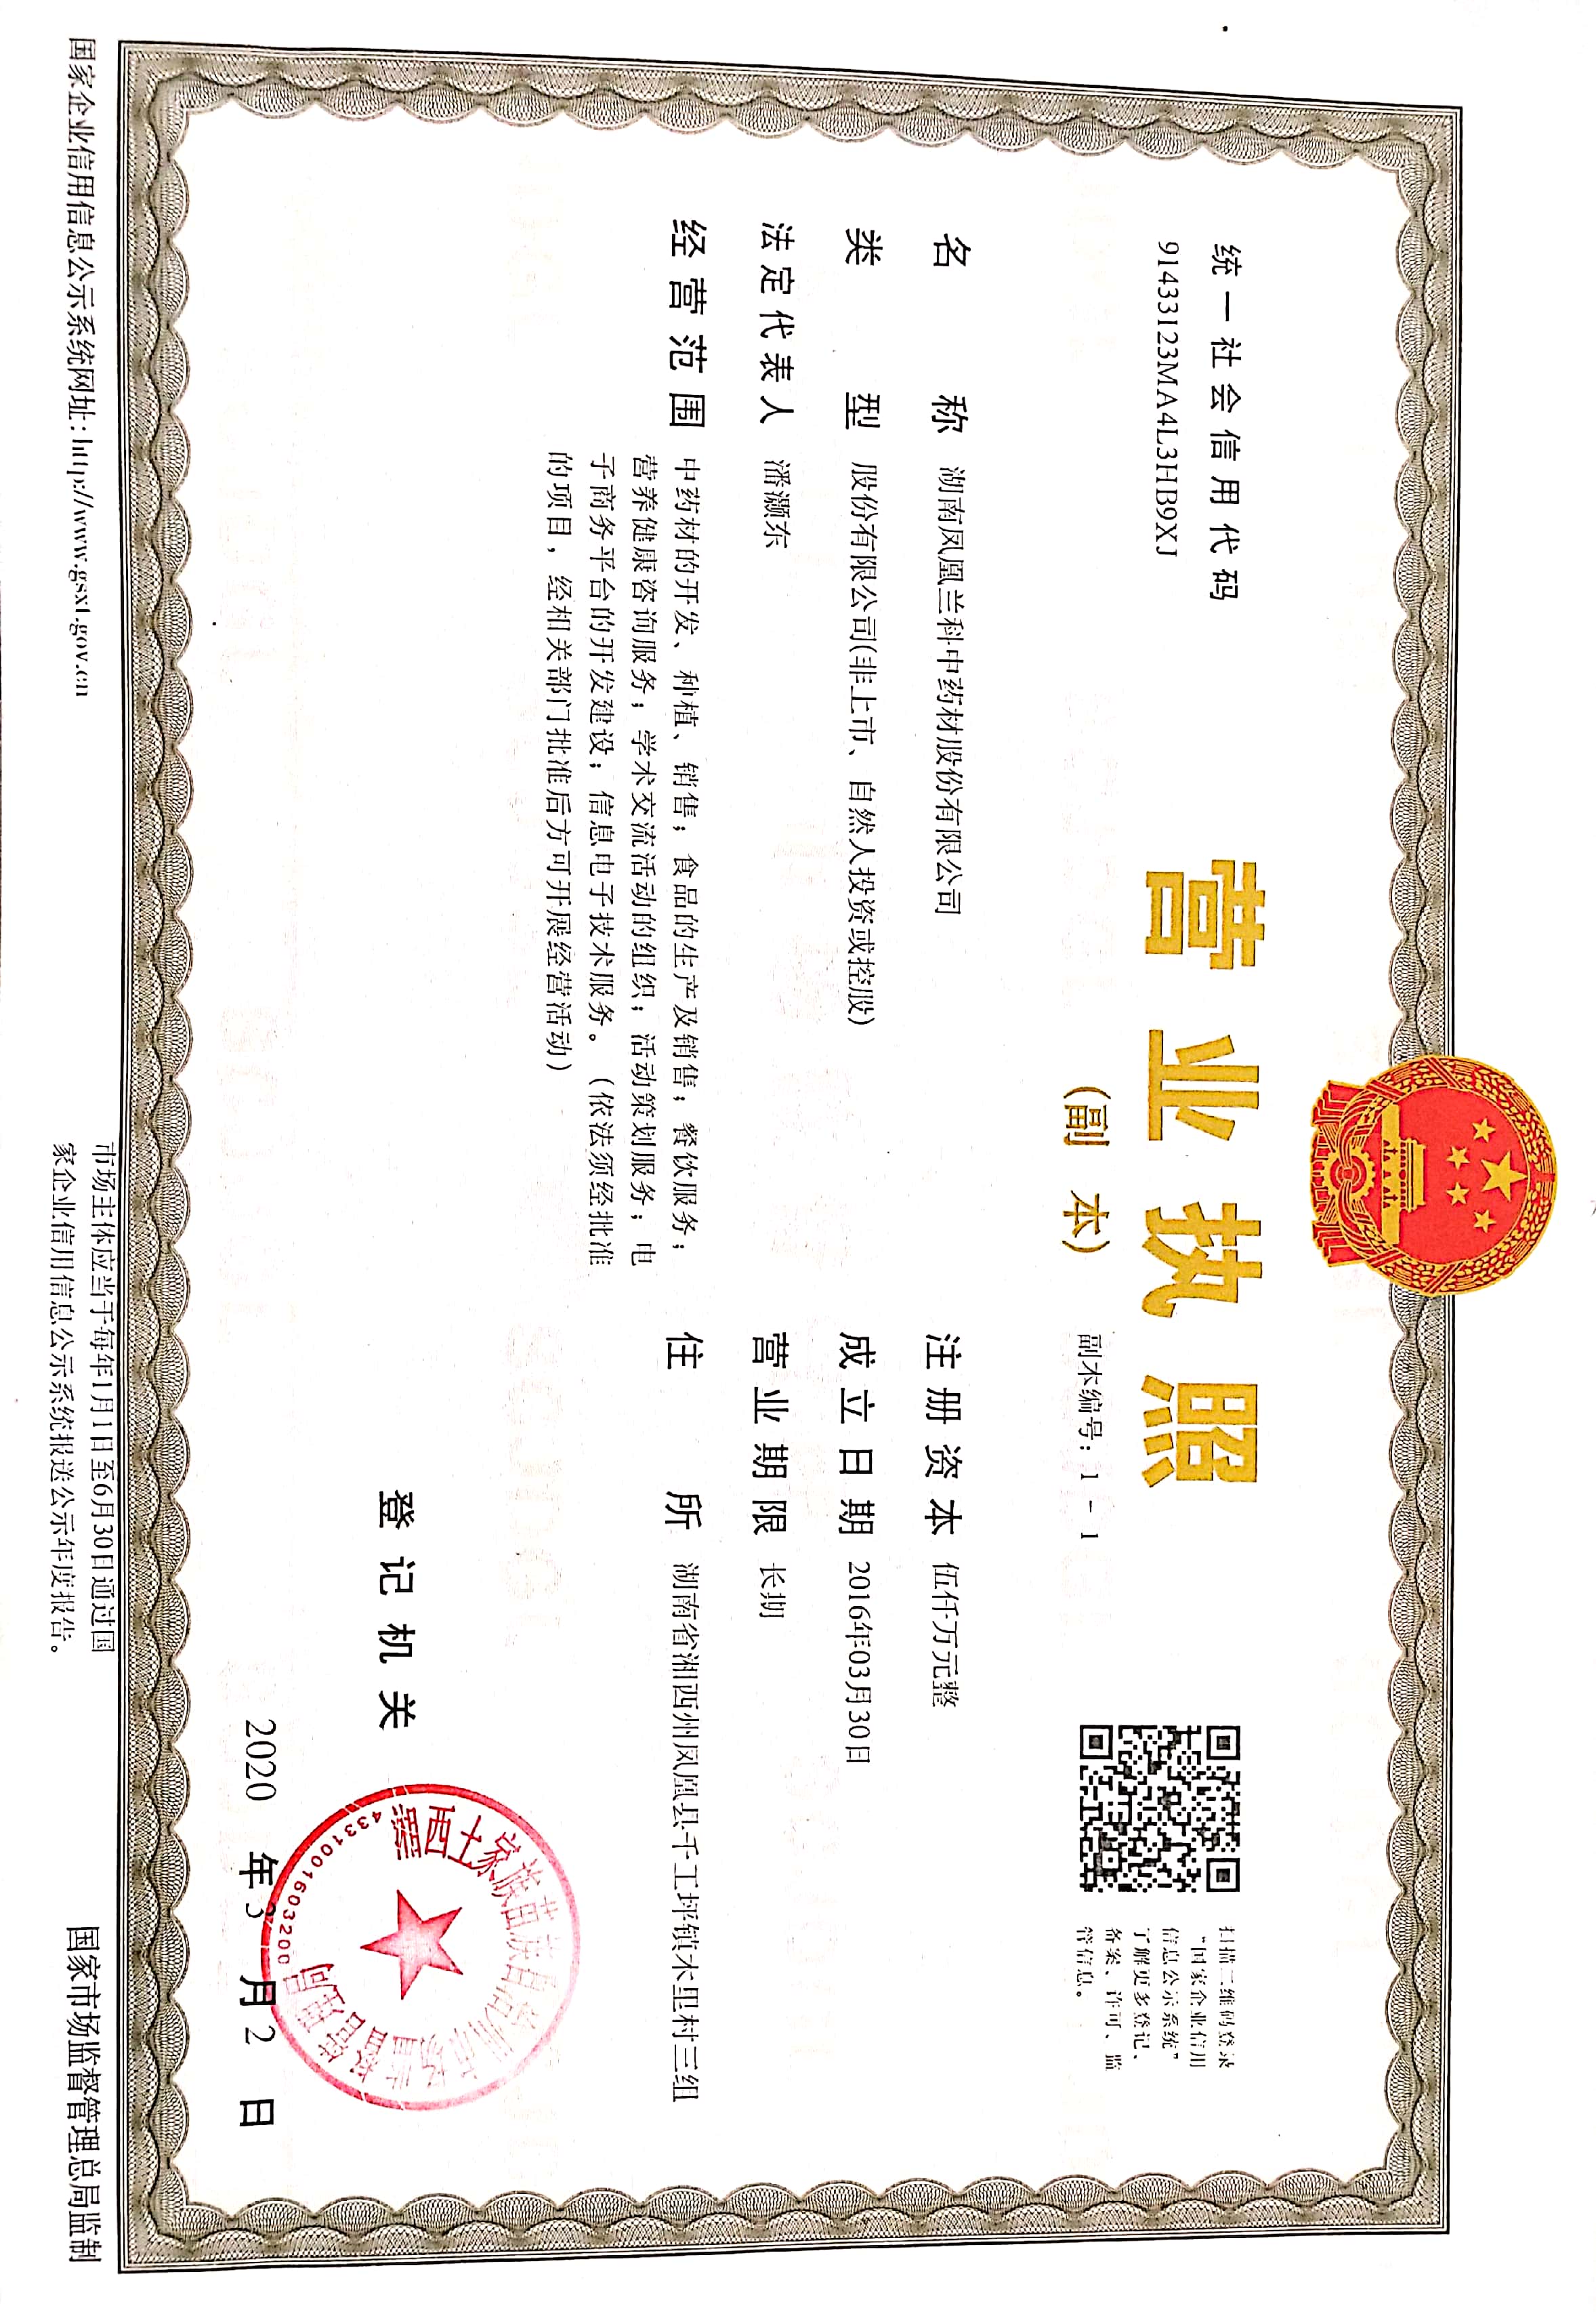 统一社会信用代码
91433123MA4L3HB9XJ
营业执照
(副 本)
副本编号：1 - 1
扫描二维码登录
“国家企业信用
信息公示系统”
了解更多登记、
备案、许可、监
管信息。
名 称 湖南凤凰兰科中药材股份有限公司
类 型 股份有限公司(非上市、自然人投资或控股)
法定代表人 潘灏东
经营范围 中药材的开发、种植、销售；食品的生产及销售；餐饮服务；
营养健康咨询服务；学术交流活动的组织；活动策划服务；电
子商务平台的开发建设；信息电子技术服务。（依法须经批准
的项目，经相关部门批准后方可开展经营活动）
注册资本 伍仟万元整
成立日期 2016年03月30日
营业期限 长期
住 所 湖南省湘西州凤凰县千工坪镇木里村三组
登记机关
湘西土家族苗族自治州市场监督管理局
4331001603200
2020 年 3 月 2 日
国家企业信用信息公示系统网址：http://www.gsxt.gov.cn
市场主体应当于每年1月1日至6月30日通过国
家企业信用信息公示系统报送公示年度报告。
国家市场监督管理总局监制